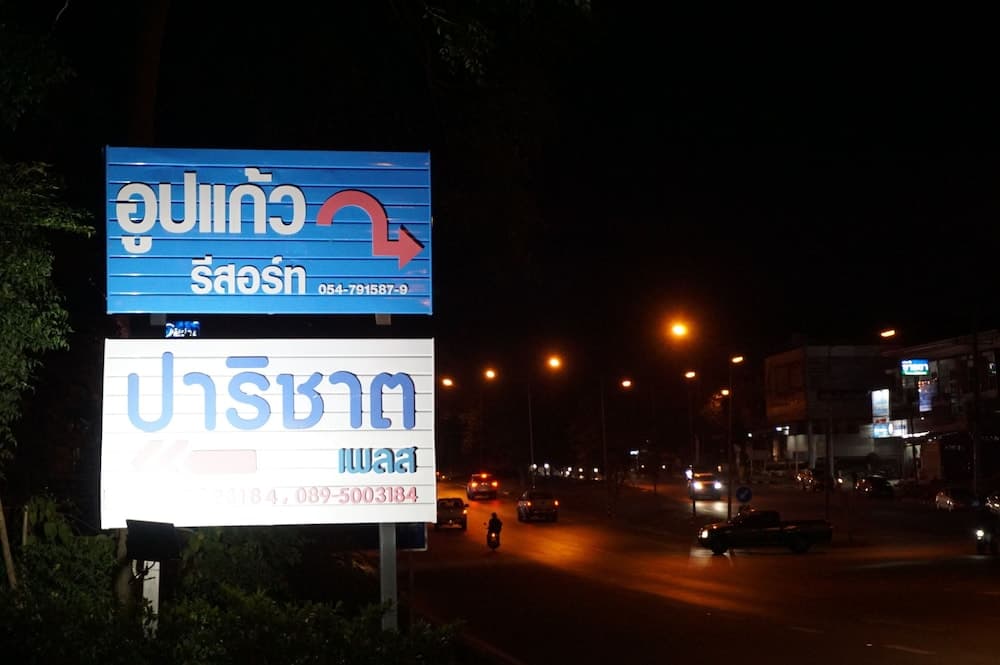 อูปแก้ว
รีสอร์ท 054-791587-9
ปาริชาต
เพลส
089-5003184